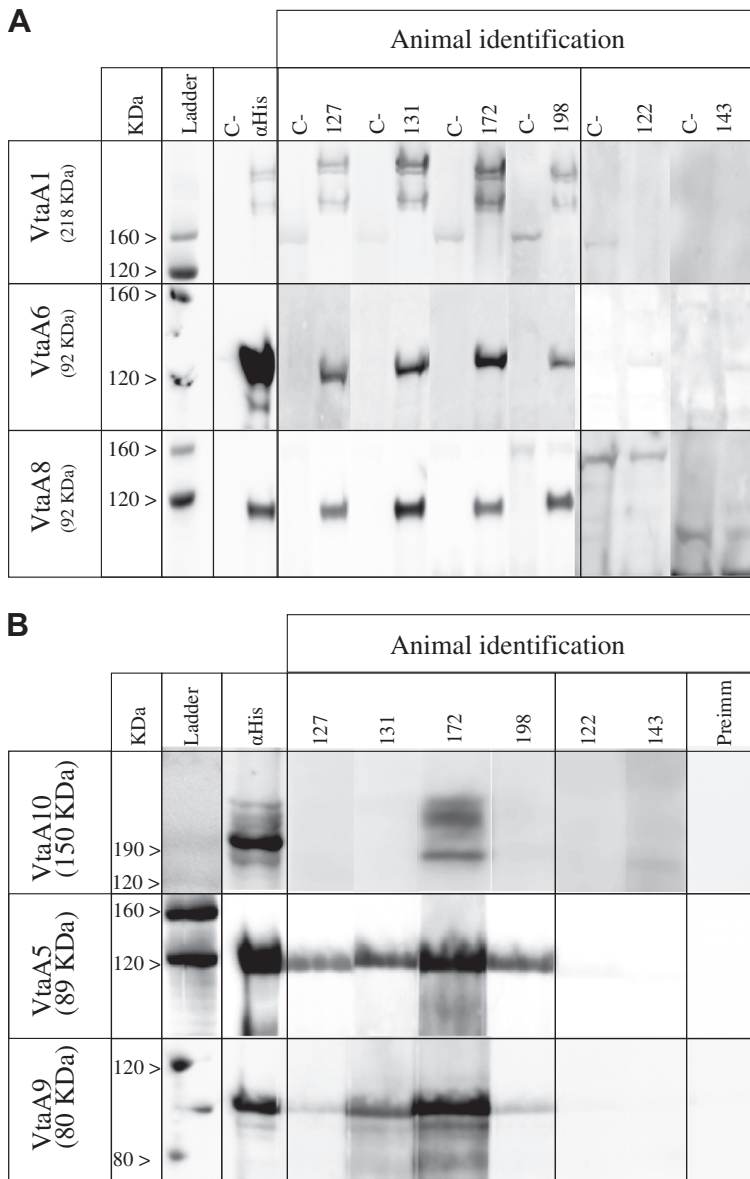 A
Animal identification
KDa
Ladder
C-
αHis
C-
127
C-
131
C-
172
C-
198
C-
122
C-
143
VtaA1
(218 KDa)
160 >
120 >
VtaA6
(92 KDa)
160 >
120 >
VtaA8
(92 KDa)
160 >
120 >
B
Animal identification
KDa
Ladder
αHis
127
131
172
198
122
143
Preimm
VtaA10
(150 KDa)
190 >
120 >
VtaA5
(89 KDa)
160 >
120 >
VtaA9
(80 KDa)
120 >
80 >